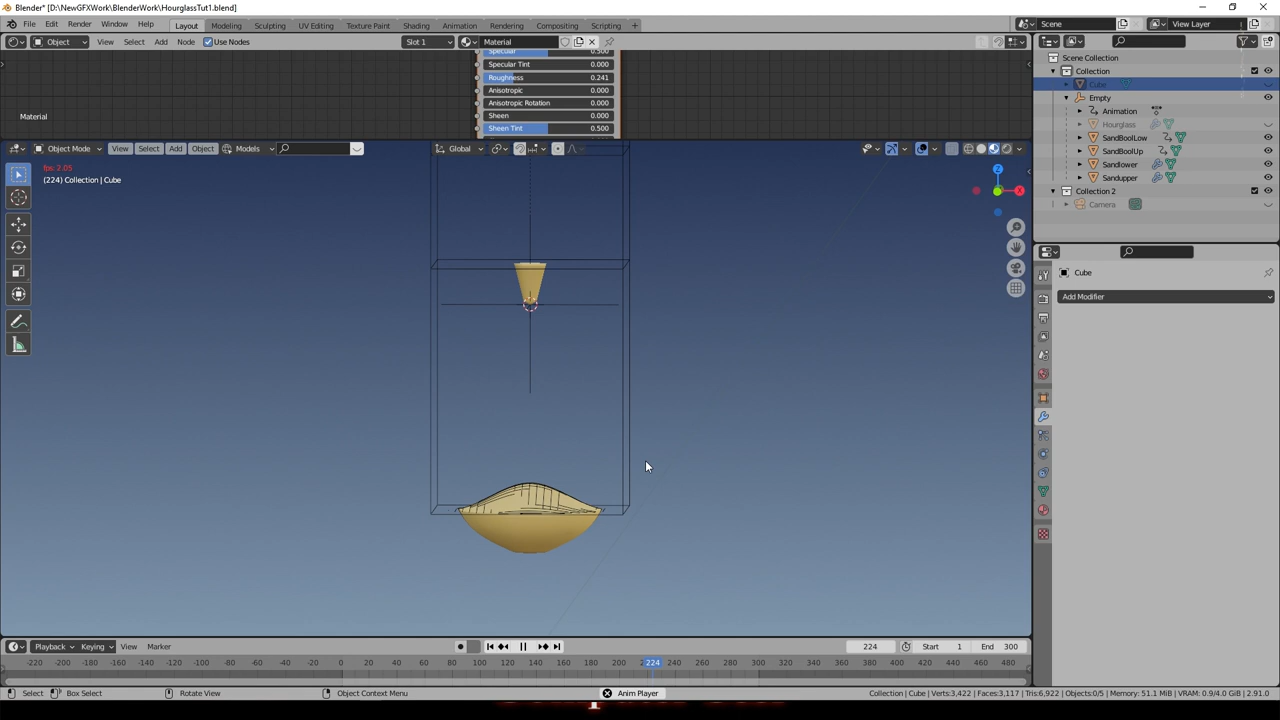 Blender* [D:\NewGFXWork\BlenderWork\HourglassTut1.blend]
File Edit Render Window Help Layout Modeling Sculpting UV Editing Texture Paint Shading Animation Rendering Compositing Scripting Scene View Layer
Object View Select Add Node Use Nodes Slot 1 Material
Specular 0.500
Specular Tint 0.000
Roughness 0.241
Anisotropic 0.000
Anisotropic Rotation 0.000
Sheen 0.000
Sheen Tint 0.500
Material
Object Mode View Select Add Object Models Global
fps: 2.05
(224) Collection | Cube
Z
X
Scene Collection
Collection
Cube
Empty
Animation
Hourglass
SandBoolLow
SandBoolUp
Sandlower
Sandupper
Collection 2
Camera
Cube
Add Modifier
Playback Keying View Marker 224 Start 1 End 300
-220 -200 -180 -160 -140 -120 -100 -80 -60 -40 -20 0 20 40 60 80 100 120 140 160 180 200 224 240 260 280 300 320 340 360 380 400 420 440 460 480
Select Box Select Rotate View Object Context Menu Anim Player Collection | Cube | Verts:3,422 | Faces:3,117 | Tris:6,922 | Objects:0/5 | Memory: 51.1 MiB | VRAM: 0.9/4.0 GiB | 2.91.0